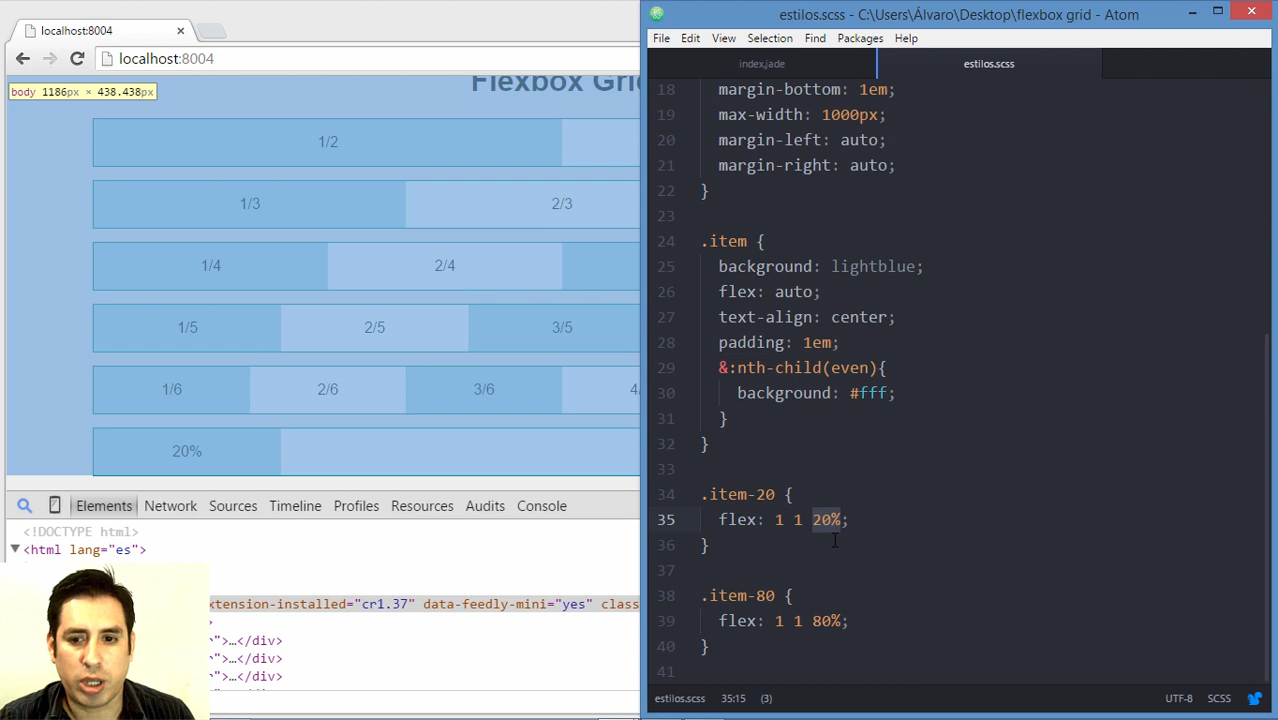 localhost:8004
localhost:8004
body 1186px × 438.438px
Flexbox Gri
1/2
1/3 2/3
1/4 2/4
1/5 2/5 3/5
1/6 2/6 3/6 4/
20%
Elements Network Sources Timeline Profiles Resources Audits Console
<!DOCTYPE html>
▼<html lang="es">
xtension-installed="cr1.37" data-feedly-mini="yes" class
r">…</div>
r">…</div>
r">…</div>
estilos.scss - C:\Users\Álvaro\Desktop\flexbox grid - Atom
File Edit View Selection Find Packages Help
index.jade estilos.scss
18 margin-bottom: 1em;
19 max-width: 1000px;
20 margin-left: auto;
21 margin-right: auto;
22 }
23
24 .item {
25 background: lightblue;
26 flex: auto;
27 text-align: center;
28 padding: 1em;
29 &:nth-child(even){
30 background: #fff;
31 }
32 }
33
34 .item-20 {
35 flex: 1 1 20%;
36 }
37
38 .item-80 {
39 flex: 1 1 80%;
40 }
41
estilos.scss 35:15 (3) UTF-8 SCSS